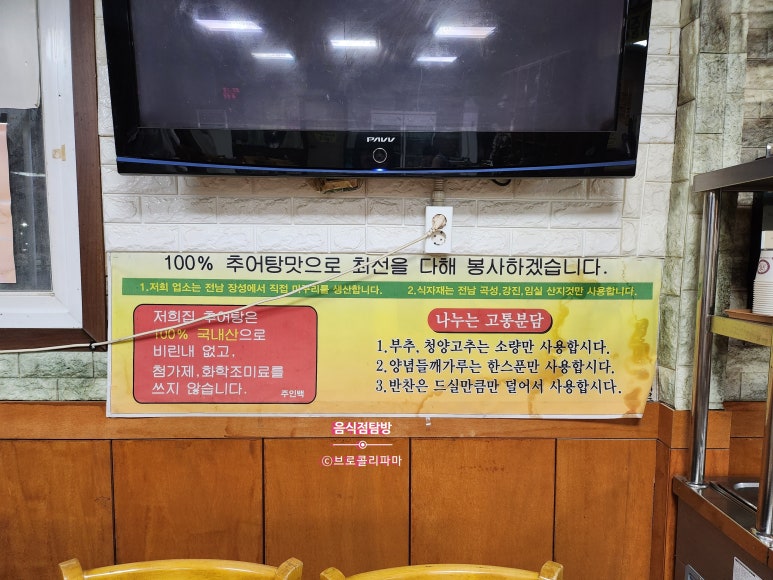 PAVV
100% 추어탕맛으로 최선을 다해 봉사하겠습니다.
1.저희 업소는 전남 장성에서 직접 미꾸리를 생산합니다.
2.식자재는 전남 곡성,강진,임실 산지것만 사용합니다.
저희집 추어탕은
100% 국내산으로
비린내 없고,
첨가제,화학조미료를
쓰지 않습니다.
주인백
나누는 고통분담
1.부추, 청양고추는 소량만 사용합시다.
2.양념들깨가루는 한스푼만 사용합시다.
3.반찬은 드실만큼만 덜어서 사용합시다.
음식점탐방
ⓒ브로콜리파마